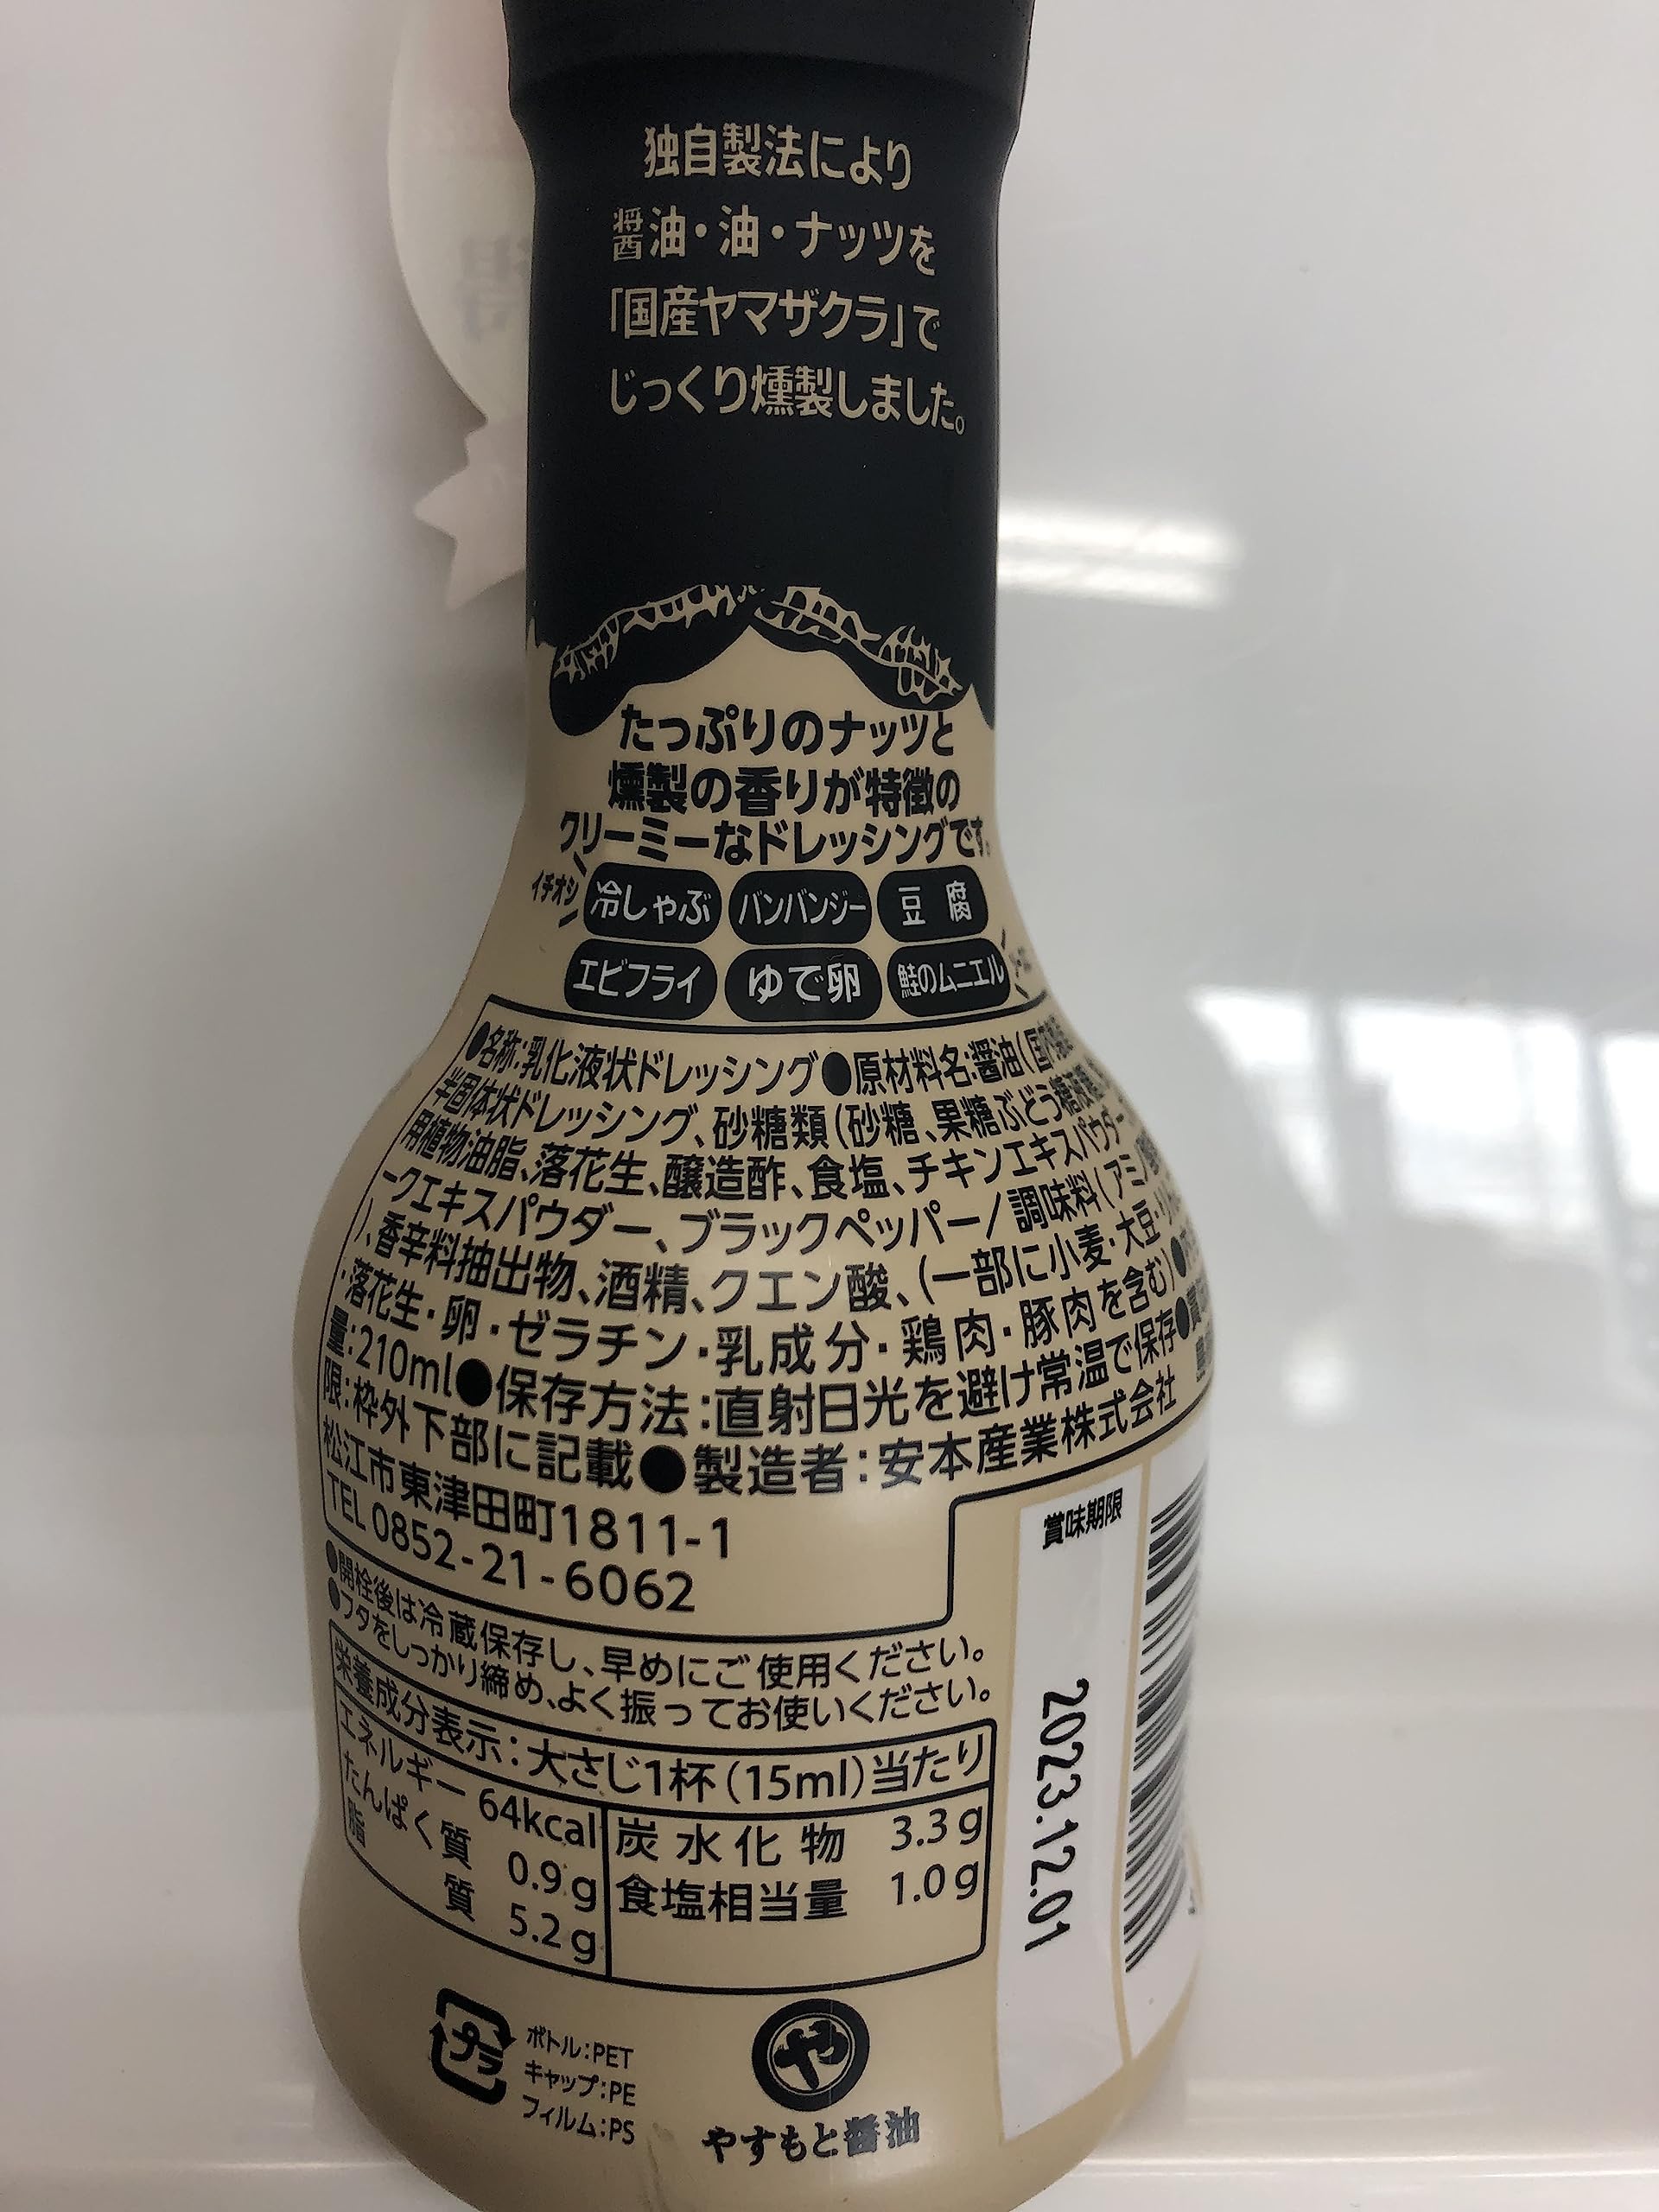 独自製法により
醤油・油・ナッツを
「国産ヤマザクラ」で
じっくり燻製しました。
たっぷりのナッツと
燻製の香りが特徴の
クリーミーなドレッシングです。
イチオシ
冷しゃぶ バンバンジー 豆腐
エビフライ ゆで卵 鮭のムニエル
●名称:乳化液状ドレッシング●原材料名:醤油(国内製造
半固体状ドレッシング、砂糖類(砂糖、果糖ぶどう糖液糖
用植物油脂、落花生、醸造酢、食塩、チキンエキスパウダー
ークエキスパウダー、ブラックペッパー/調味料(アミノ酸
)、香辛料抽出物、酒精、クエン酸、(一部に小麦・大豆・りん
・落花生・卵・ゼラチン・乳成分・鶏肉・豚肉を含む)●
量:210ml●保存方法:直射日光を避け常温で保存●賞
限:枠外下部に記載●製造者:安本産業株式会社
松江市東津田町1811-1
TEL 0852-21-6062
●開栓後は冷蔵保存し、早めにご使用ください。
●フタをしっかり締め、よく振ってお使いください。
栄養成分表示:大さじ1杯(15ml)当たり
エネルギー 64kcal 炭水化物 3.3g
たんぱく質 0.9g 食塩相当量 1.0g
脂質 5.2g
賞味期限
2023.12.01
プラ
ボトル:PET
キャップ:PE
フィルム:PS
や
やすもと醤油